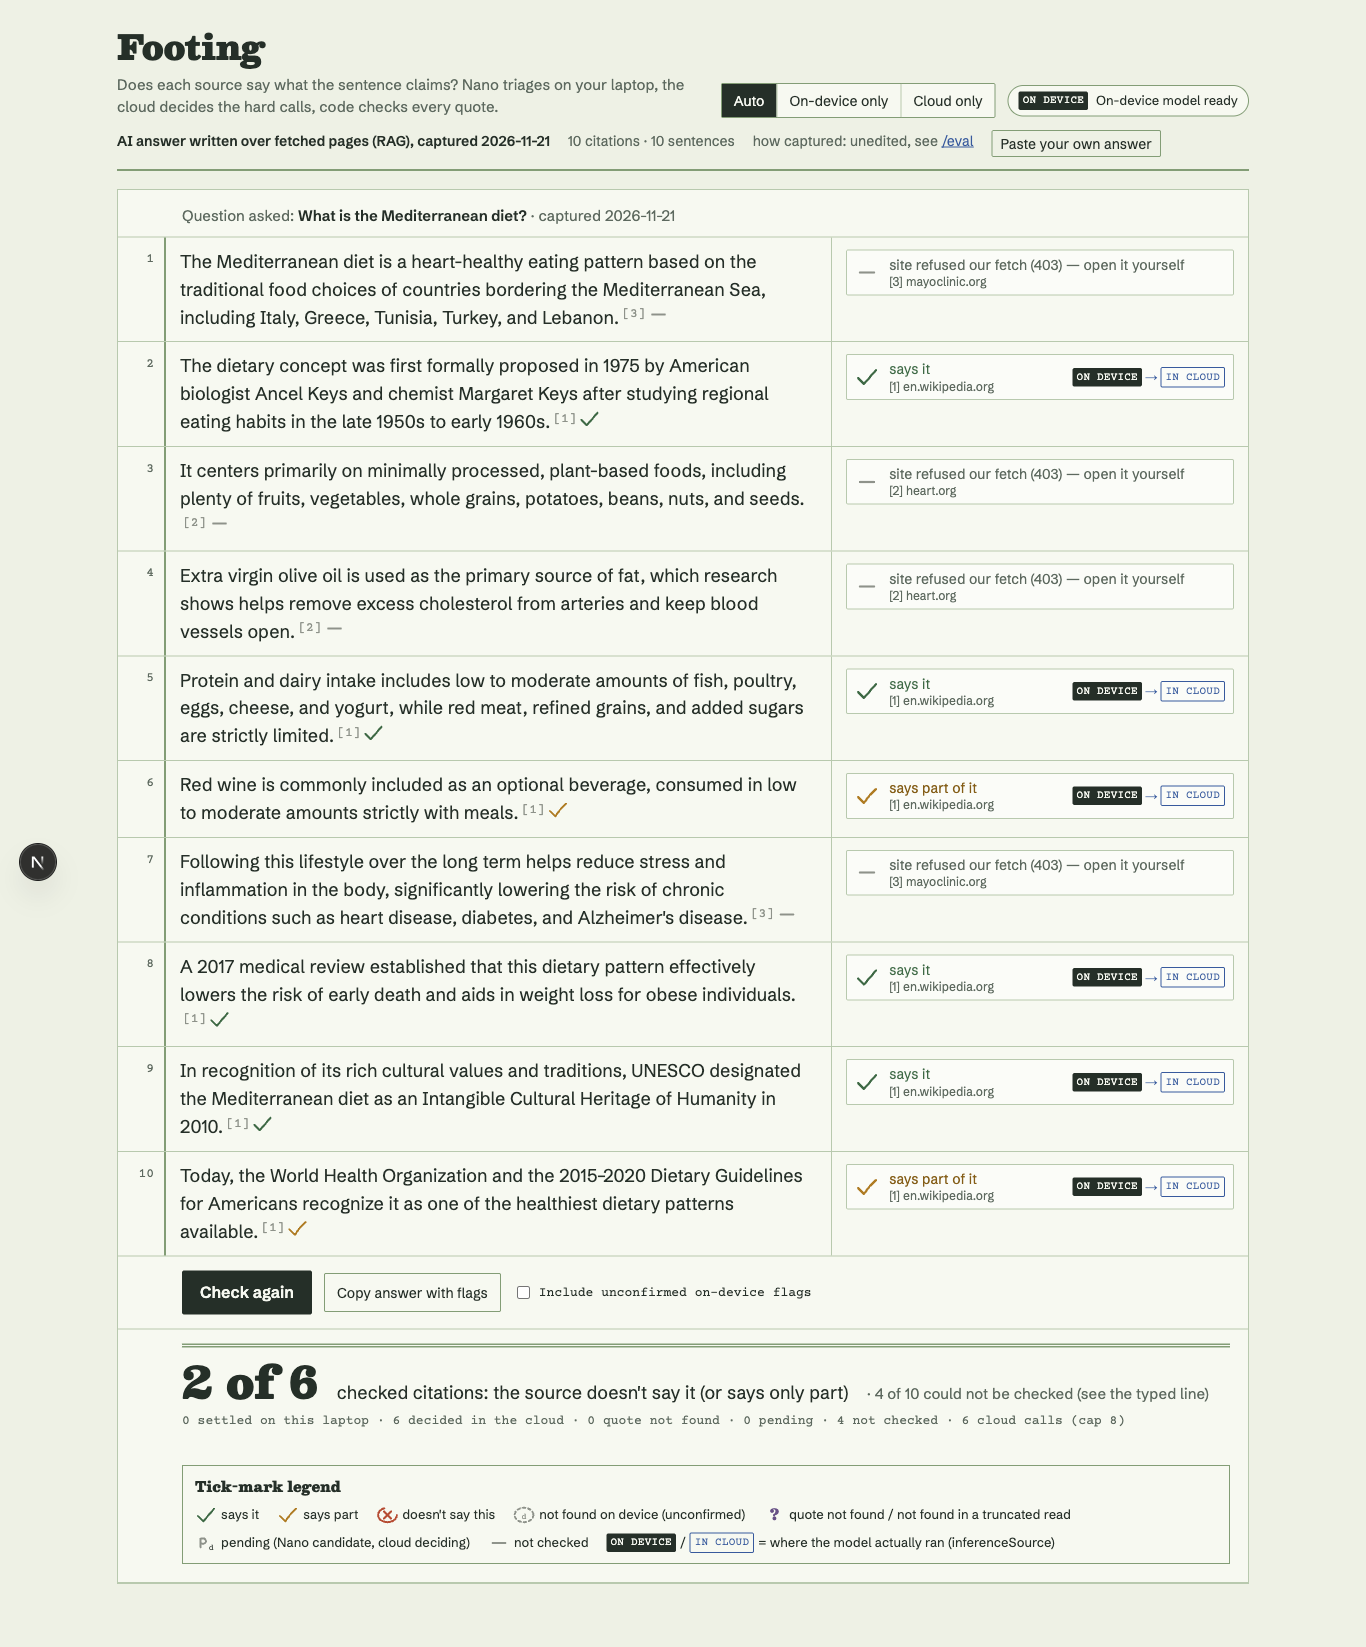 Footing
Does each source say what the sentence claims? Nano triages on your laptop, the
cloud decides the hard calls, code checks every quote.
Auto On-device only Cloud only ON DEVICE On-device model ready
AI answer written over fetched pages (RAG), captured 2026-11-21 10 citations · 10 sentences how captured: unedited, see /eval Paste your own answer
Question asked: What is the Mediterranean diet? · captured 2026-11-21
1
The Mediterranean diet is a heart-healthy eating pattern based on the
traditional food choices of countries bordering the Mediterranean Sea,
including Italy, Greece, Tunisia, Turkey, and Lebanon. [3] —
— site refused our fetch (403) — open it yourself
[3] mayoclinic.org
2
The dietary concept was first formally proposed in 1975 by American
biologist Ancel Keys and chemist Margaret Keys after studying regional
eating habits in the late 1950s to early 1960s. [1] ✓
✓ says it
[1] en.wikipedia.org
ON DEVICE → IN CLOUD
3
It centers primarily on minimally processed, plant-based foods, including
plenty of fruits, vegetables, whole grains, potatoes, beans, nuts, and seeds.
[2] —
— site refused our fetch (403) — open it yourself
[2] heart.org
4
Extra virgin olive oil is used as the primary source of fat, which research
shows helps remove excess cholesterol from arteries and keep blood
vessels open. [2] —
— site refused our fetch (403) — open it yourself
[2] heart.org
5
Protein and dairy intake includes low to moderate amounts of fish, poultry,
eggs, cheese, and yogurt, while red meat, refined grains, and added sugars
are strictly limited. [1] ✓
✓ says it
[1] en.wikipedia.org
ON DEVICE → IN CLOUD
6
Red wine is commonly included as an optional beverage, consumed in low
to moderate amounts strictly with meals. [1] ✓
✓ says part of it
[1] en.wikipedia.org
ON DEVICE → IN CLOUD
7
Following this lifestyle over the long term helps reduce stress and
inflammation in the body, significantly lowering the risk of chronic
conditions such as heart disease, diabetes, and Alzheimer's disease. [3] —
— site refused our fetch (403) — open it yourself
[3] mayoclinic.org
8
A 2017 medical review established that this dietary pattern effectively
lowers the risk of early death and aids in weight loss for obese individuals.
[1] ✓
✓ says it
[1] en.wikipedia.org
ON DEVICE → IN CLOUD
9
In recognition of its rich cultural values and traditions, UNESCO designated
the Mediterranean diet as an Intangible Cultural Heritage of Humanity in
2010. [1] ✓
✓ says it
[1] en.wikipedia.org
ON DEVICE → IN CLOUD
10
Today, the World Health Organization and the 2015–2020 Dietary Guidelines
for Americans recognize it as one of the healthiest dietary patterns
available. [1] ✓
✓ says part of it
[1] en.wikipedia.org
ON DEVICE → IN CLOUD
N
Check again Copy answer with flags Include unconfirmed on-device flags
2 of 6 checked citations: the source doesn't say it (or says only part) · 4 of 10 could not be checked (see the typed line)
0 settled on this laptop · 6 decided in the cloud · 0 quote not found · 0 pending · 4 not checked · 6 cloud calls (cap 8)
Tick-mark legend
✓ says it ✓ says part doesn't say this d not found on device (unconfirmed) ? quote not found / not found in a truncated read
Pd pending (Nano candidate, cloud deciding) — not checked ON DEVICE / IN CLOUD = where the model actually ran (inferenceSource)